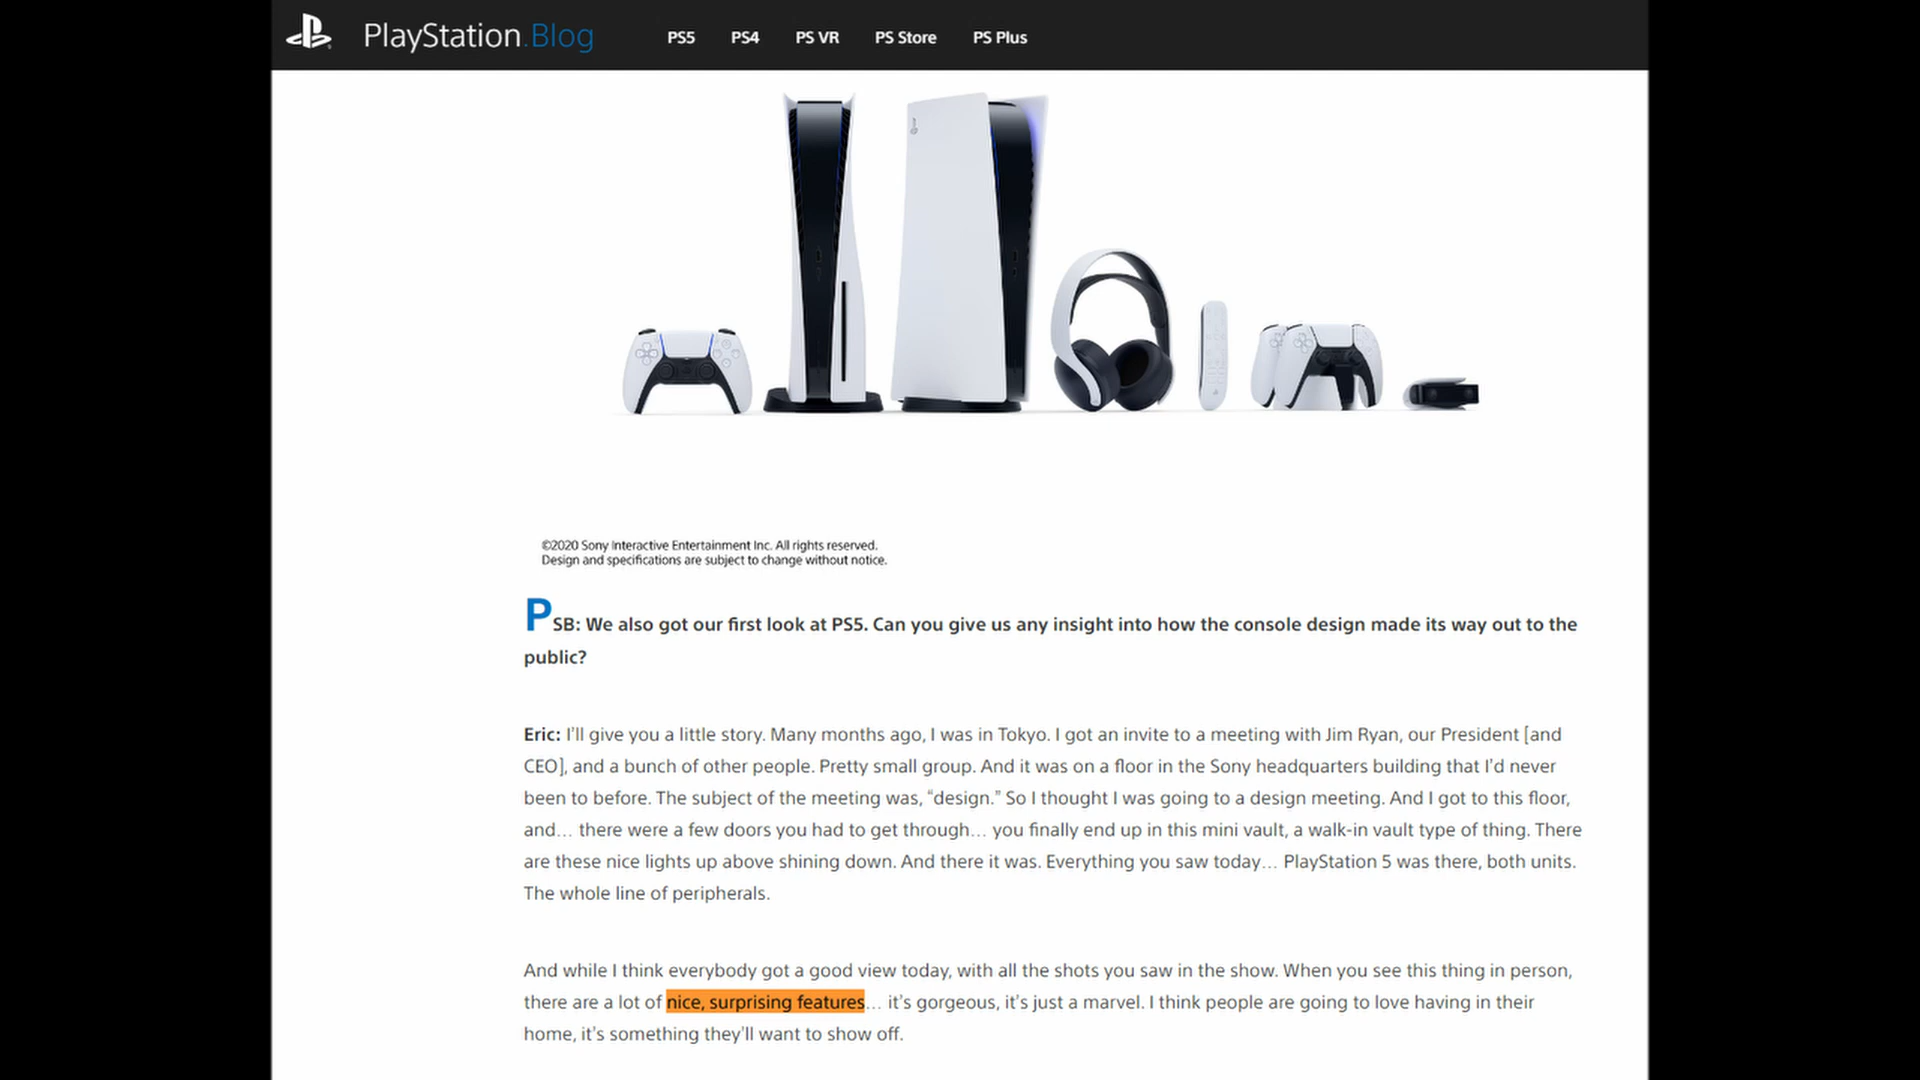 PlayStation.Blog PS5 PS4 PS VR PS Store PS Plus
©2020 Sony Interactive Entertainment Inc. All rights reserved.
Design and specifications are subject to change without notice.
PSB: We also got our first look at PS5. Can you give us any insight into how the console design made its way out to the
public?
Eric: I’ll give you a little story. Many months ago, I was in Tokyo. I got an invite to a meeting with Jim Ryan, our President [and
CEO], and a bunch of other people. Pretty small group. And it was on a floor in the Sony headquarters building that I’d never
been to before. The subject of the meeting was, “design.” So I thought I was going to a design meeting. And I got to this floor,
and… there were a few doors you had to get through… you finally end up in this mini vault, a walk-in vault type of thing. There
are these nice lights up above shining down. And there it was. Everything you saw today… PlayStation 5 was there, both units.
The whole line of peripherals.
And while I think everybody got a good view today, with all the shots you saw in the show. When you see this thing in person,
there are a lot of nice, surprising features… it’s gorgeous, it’s just a marvel. I think people are going to love having in their
home, it’s something they’ll want to show off.